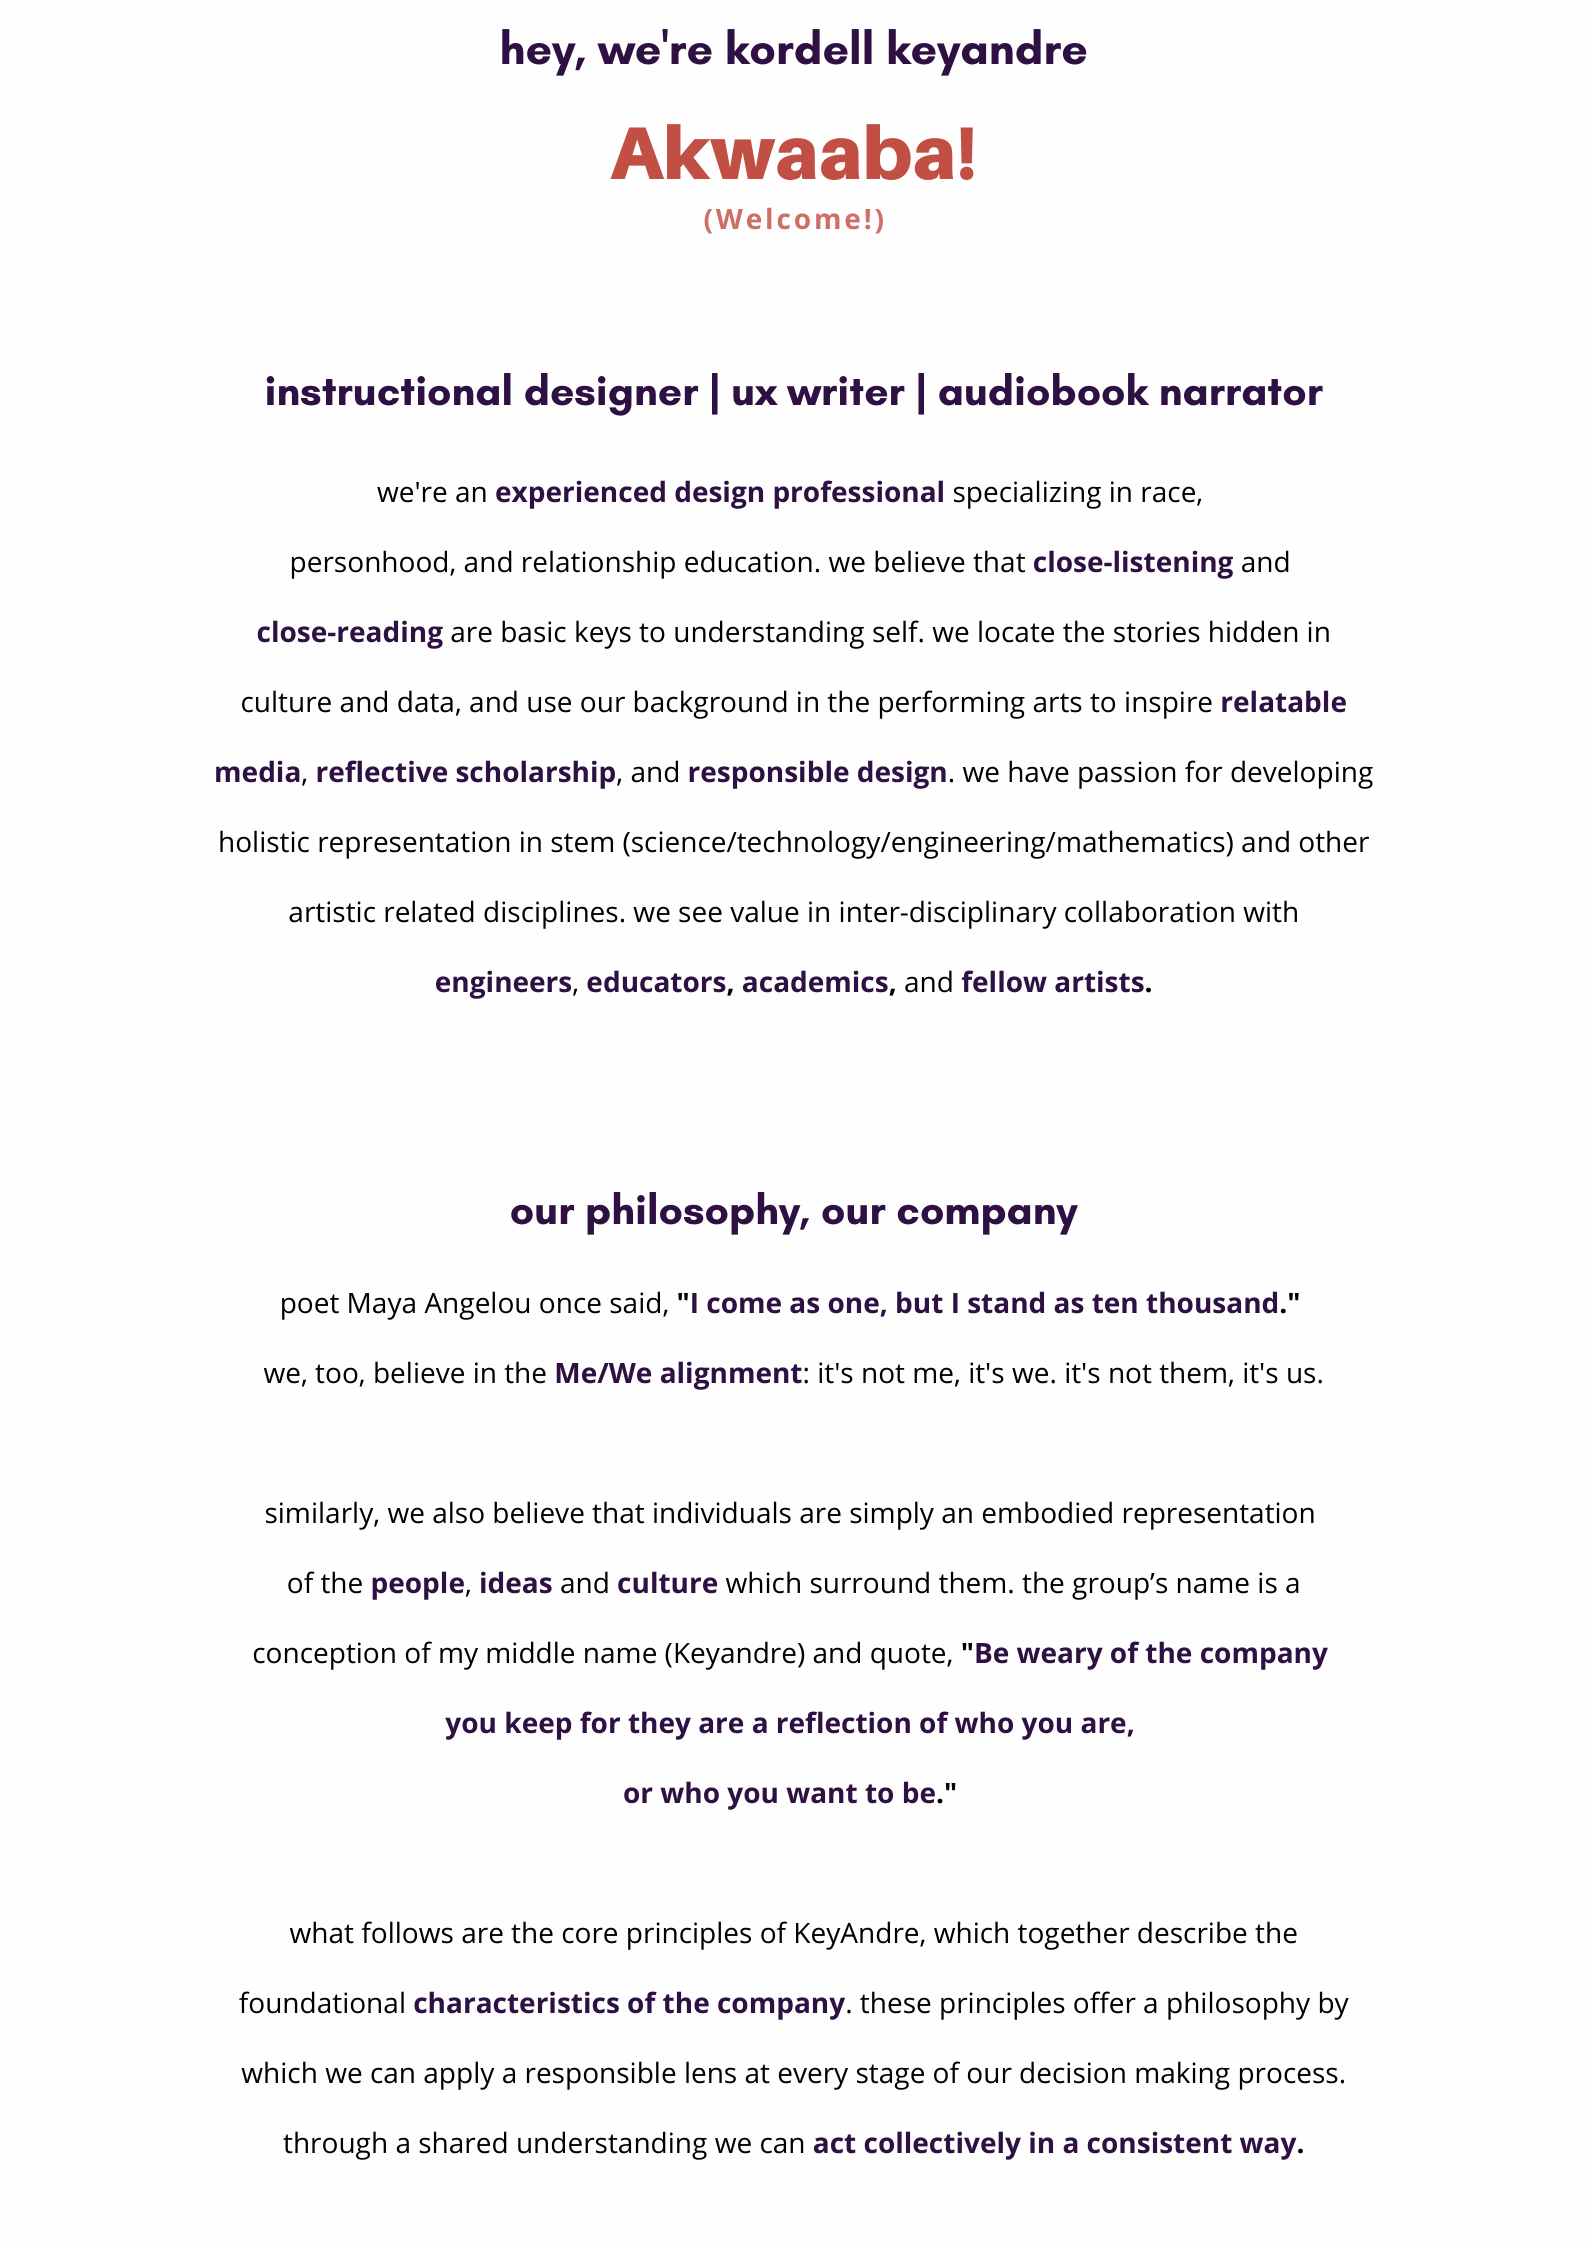 hey, we're kordell keyandre
Akwaaba!
(Welcome!)
instructional designer | ux writer | audiobook narrator
we're an experienced design professional specializing in race,
personhood, and relationship education. we believe that close-listening and
close-reading are basic keys to understanding self. we locate the stories hidden in
culture and data, and use our background in the performing arts to inspire relatable
media, reflective scholarship, and responsible design. we have passion for developing
holistic representation in stem (science/technology/engineering/mathematics) and other
artistic related disciplines. we see value in inter-disciplinary collaboration with
engineers, educators, academics, and fellow artists.
our philosophy, our company
poet Maya Angelou once said, "I come as one, but I stand as ten thousand."
we, too, believe in the Me/We alignment: it's not me, it's we. it's not them, it's us.
similarly, we also believe that individuals are simply an embodied representation
of the people, ideas and culture which surround them. the group’s name is a
conception of my middle name (Keyandre) and quote, "Be weary of the company
you keep for they are a reflection of who you are,
or who you want to be."
what follows are the core principles of KeyAndre, which together describe the
foundational characteristics of the company. these principles offer a philosophy by
which we can apply a responsible lens at every stage of our decision making process.
through a shared understanding we can act collectively in a consistent way.